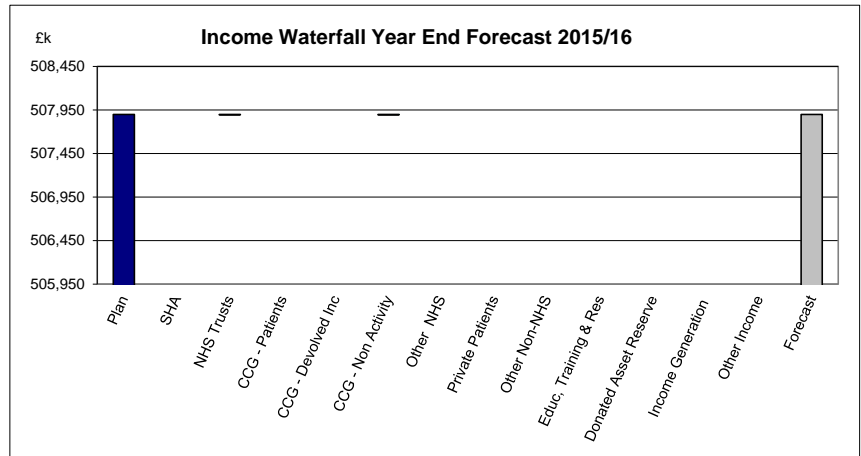 £k
Income Waterfall Year End Forecast 2015/16
508,450
507,950
507,450
506,950
506,450
505,950
Plan
SHA
NHS Trusts
CCG - Patients
CCG - Devolved Inc
CCG - Non Activity
Other NHS
Private Patients
Other Non-NHS
Educ, Training & Res
Donated Asset Reserve
Income Generation
Other Income
Forecast